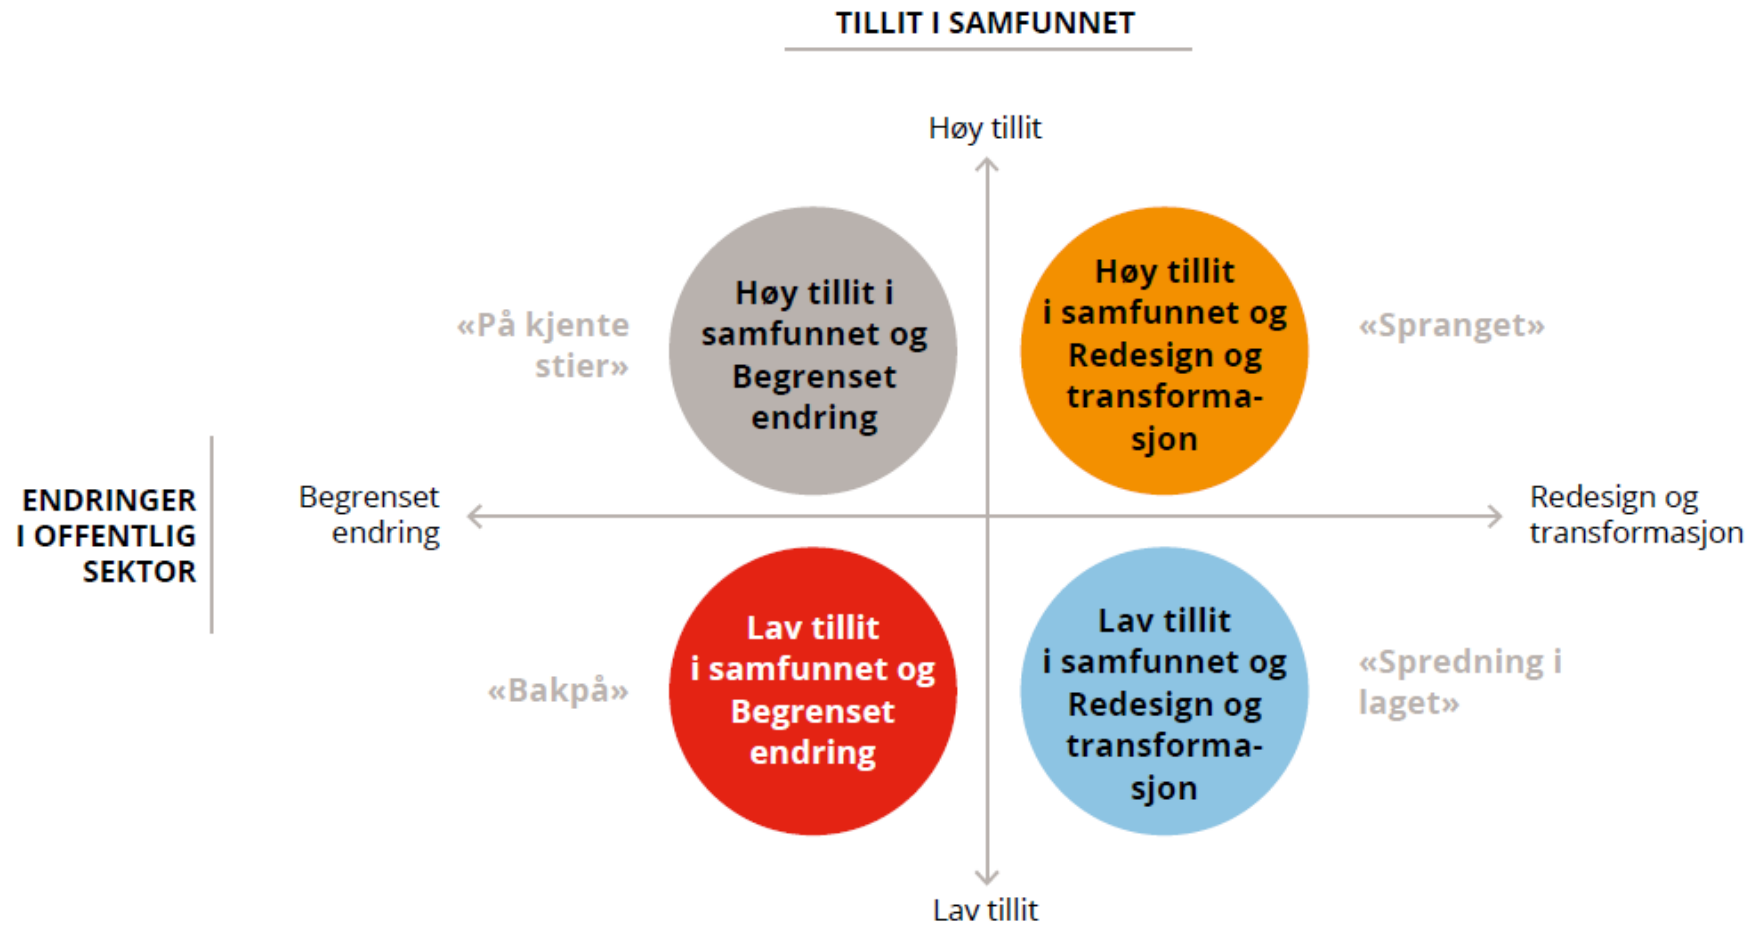 TILLIT I SAMFUNNET
Høy tillit
«På kjente
stier»
Høy tillit i
samfunnet og
Begrenset
endring
Høy tillit
i samfunnet og
Redesign og
transforma-
sjon
«Spranget»
ENDRINGER
I OFFENTLIG
SEKTOR
Begrenset
endring
Redesign og
transformasjon
«Bakpå»
Lav tillit
i samfunnet og
Begrenset
endring
Lav tillit
i samfunnet og
Redesign og
transforma-
sjon
«Spredning i
laget»
Lav tillit